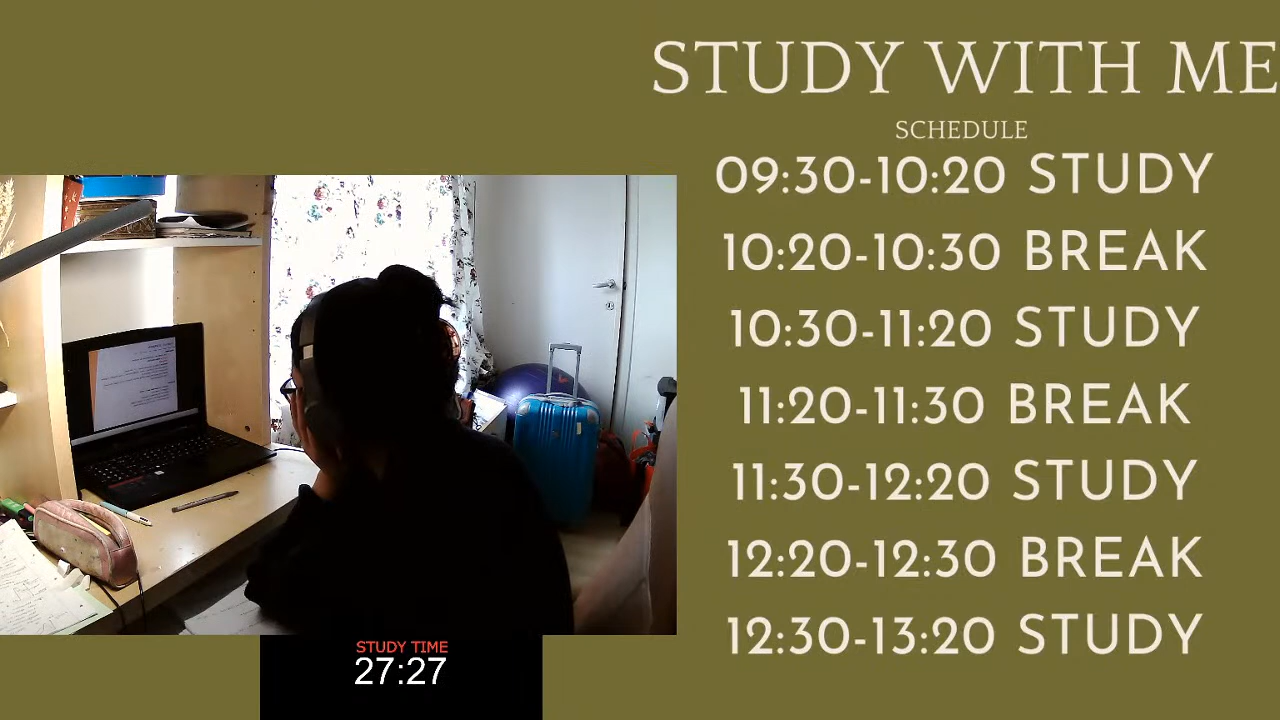 STUDY WITH ME
SCHEDULE
09:30-10:20 STUDY
10:20-10:30 BREAK
10:30-11:20 STUDY
11:20-11:30 BREAK
11:30-12:20 STUDY
12:20-12:30 BREAK
12:30-13:20 STUDY
STUDY TIME
27:27